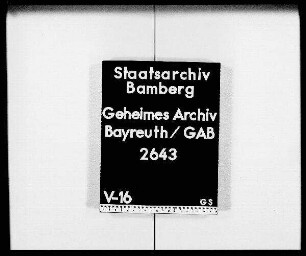 Staatsarchiv
Bamberg
Geheimes Archiv
Bayreuth/GAB
2643
V-16 GS